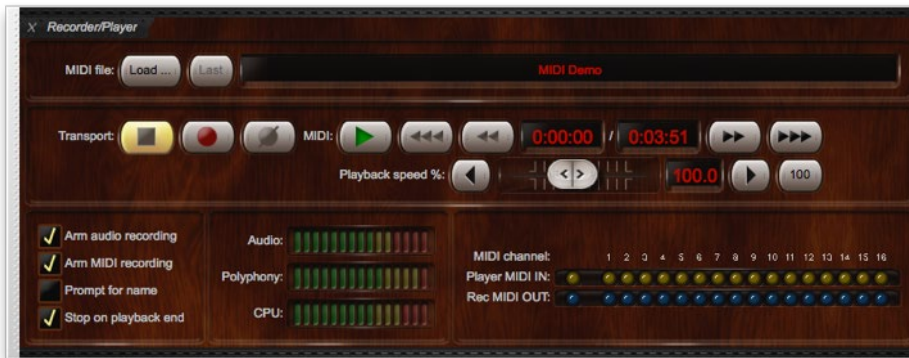 X Recorder/Player
MIDI file: Load ... Last MIDI Demo
Transport: MIDI: 0:00:00 / 0:03:51
Playback speed %: < > 100.0 100
Arm audio recording
Arm MIDI recording
Prompt for name
Stop on playback end
Audio:
Polyphony:
CPU:
MIDI channel: 1 2 3 4 5 6 7 8 9 10 11 12 13 14 15 16
Player MIDI IN:
Rec MIDI OUT: